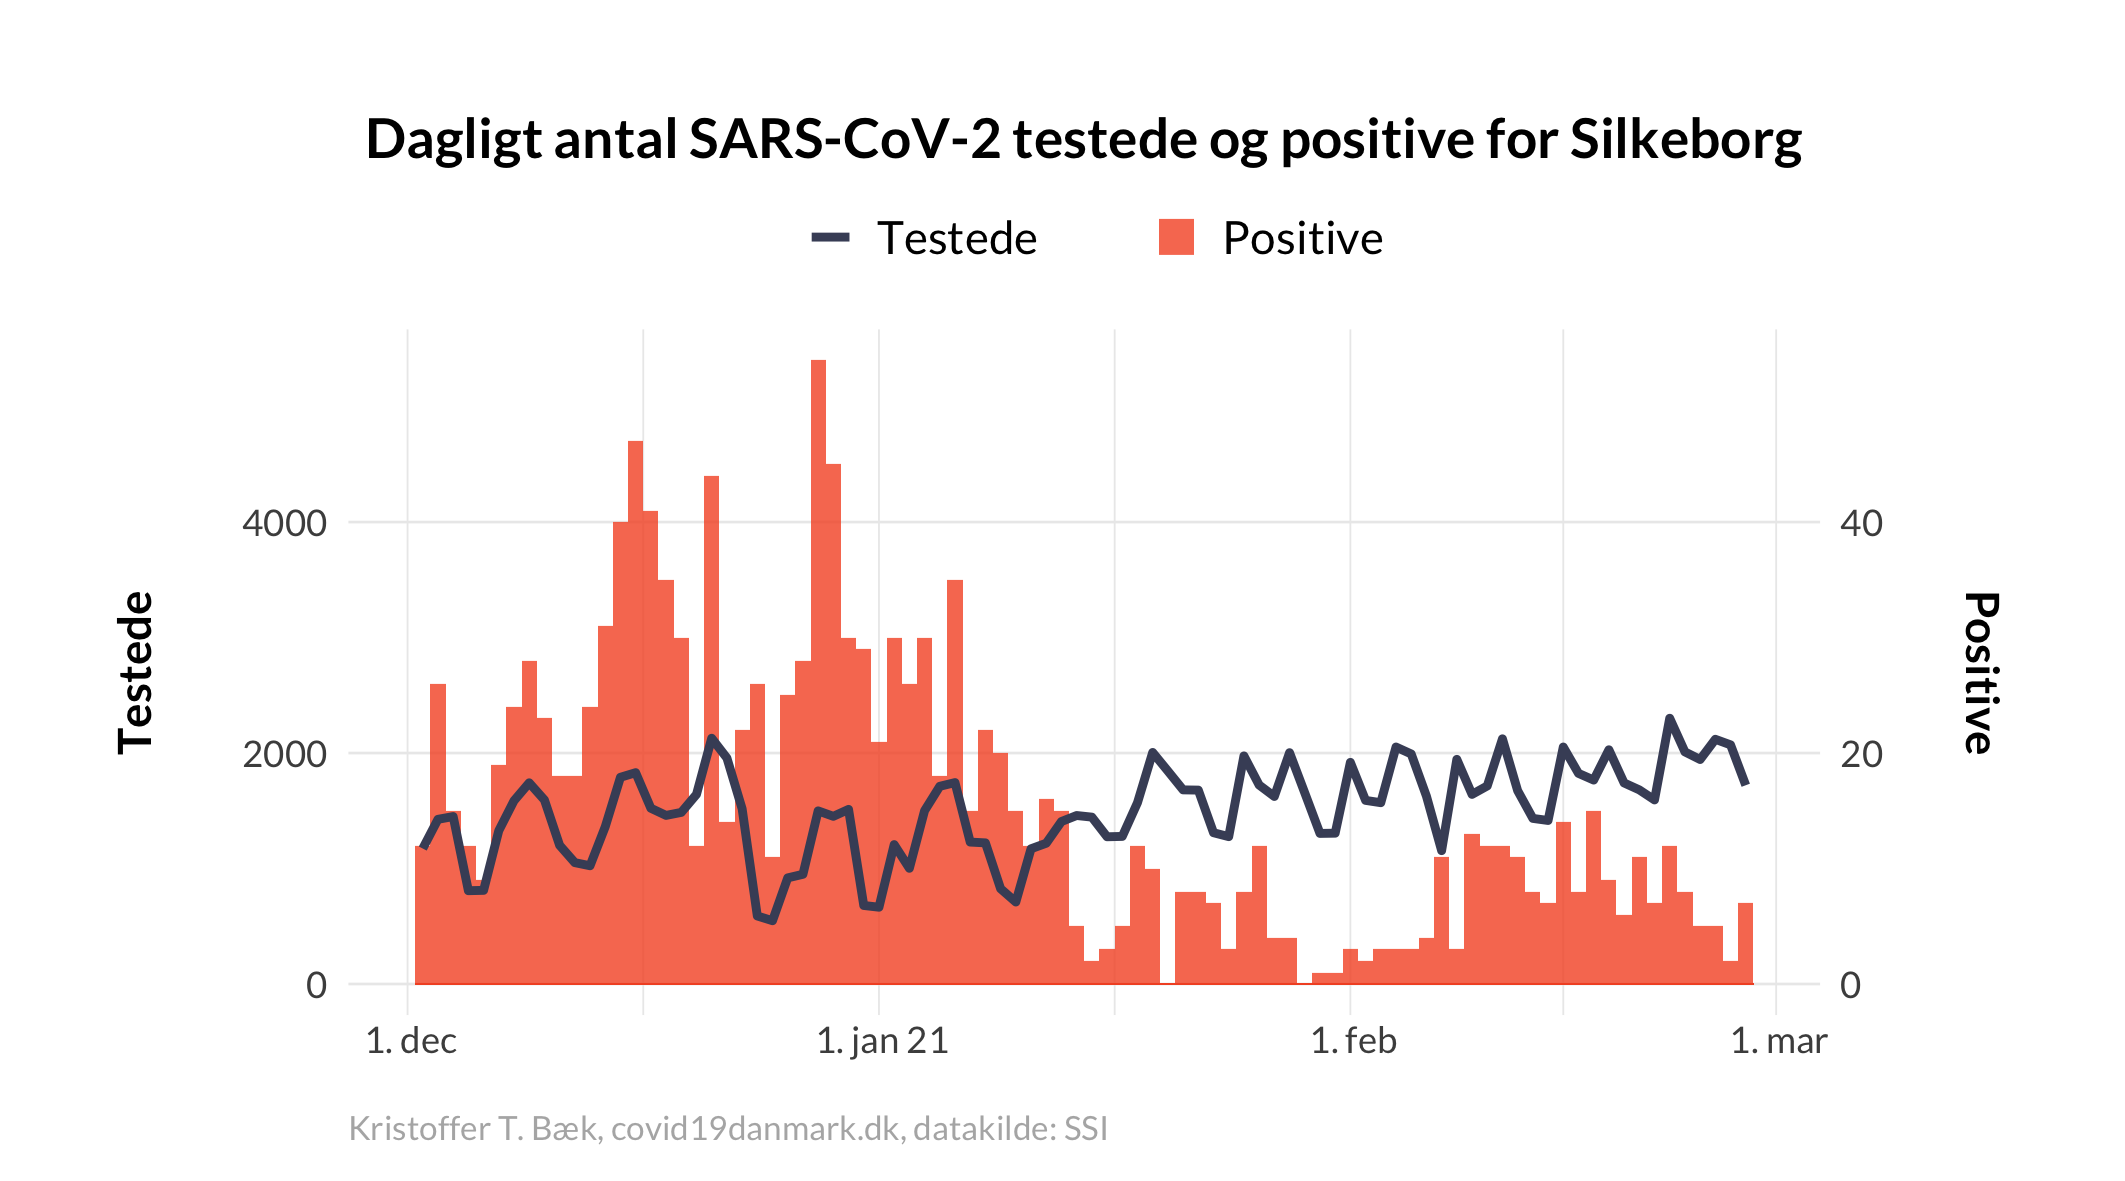 Dagligt antal SARS-CoV-2 testede og positive for Silkeborg
Testede
Positive
4000
2000
0
40
20
0
Testede
Positive
1. dec
1. jan 21
1. feb
1. mar
Kristoffer T. Bæk, covid19danmark.dk, datakilde: SSI